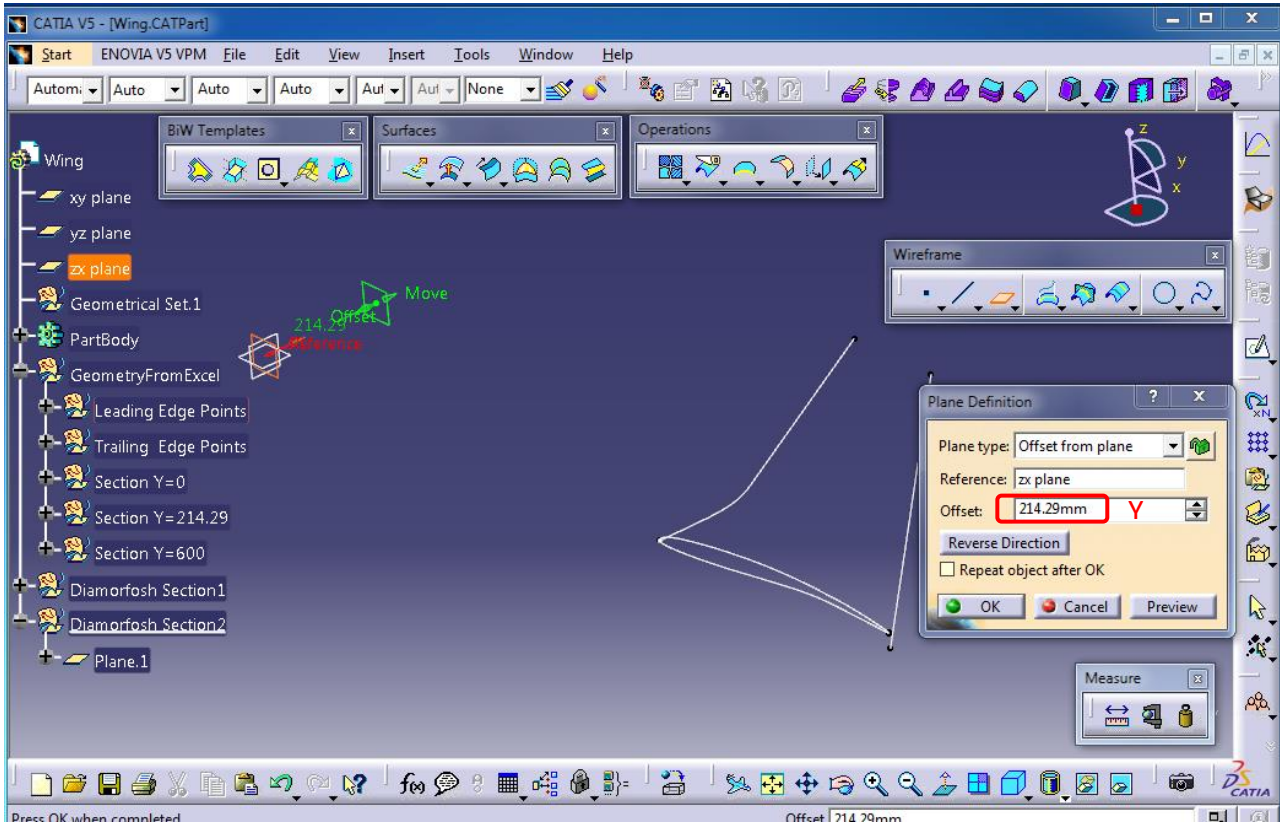 CATIA V5 - [Wing.CATPart]
Start ENOVIA V5 VPM File Edit View Insert Tools Window Help
Auto Auto Auto None
BiW Templates
Surfaces
Operations
z
y
x
Wing
xy plane
yz plane
zx plane
Geometrical Set.1
PartBody
GeometryFromExcel
Leading Edge Points
Trailing Edge Points
Section Y=0
Section Y=214.29
Section Y=600
Diamorfosh Section1
Diamorfosh Section2
Plane.1
Move
Offset
214.29
Reference
Wireframe
Plane Definition
Plane type: Offset from plane
Reference: zx plane
Offset: 214.29mm Y
Reverse Direction
Repeat object after OK
OK Cancel Preview
Measure
f(x)
CATIA
Press OK when completed
Offset 214.29mm